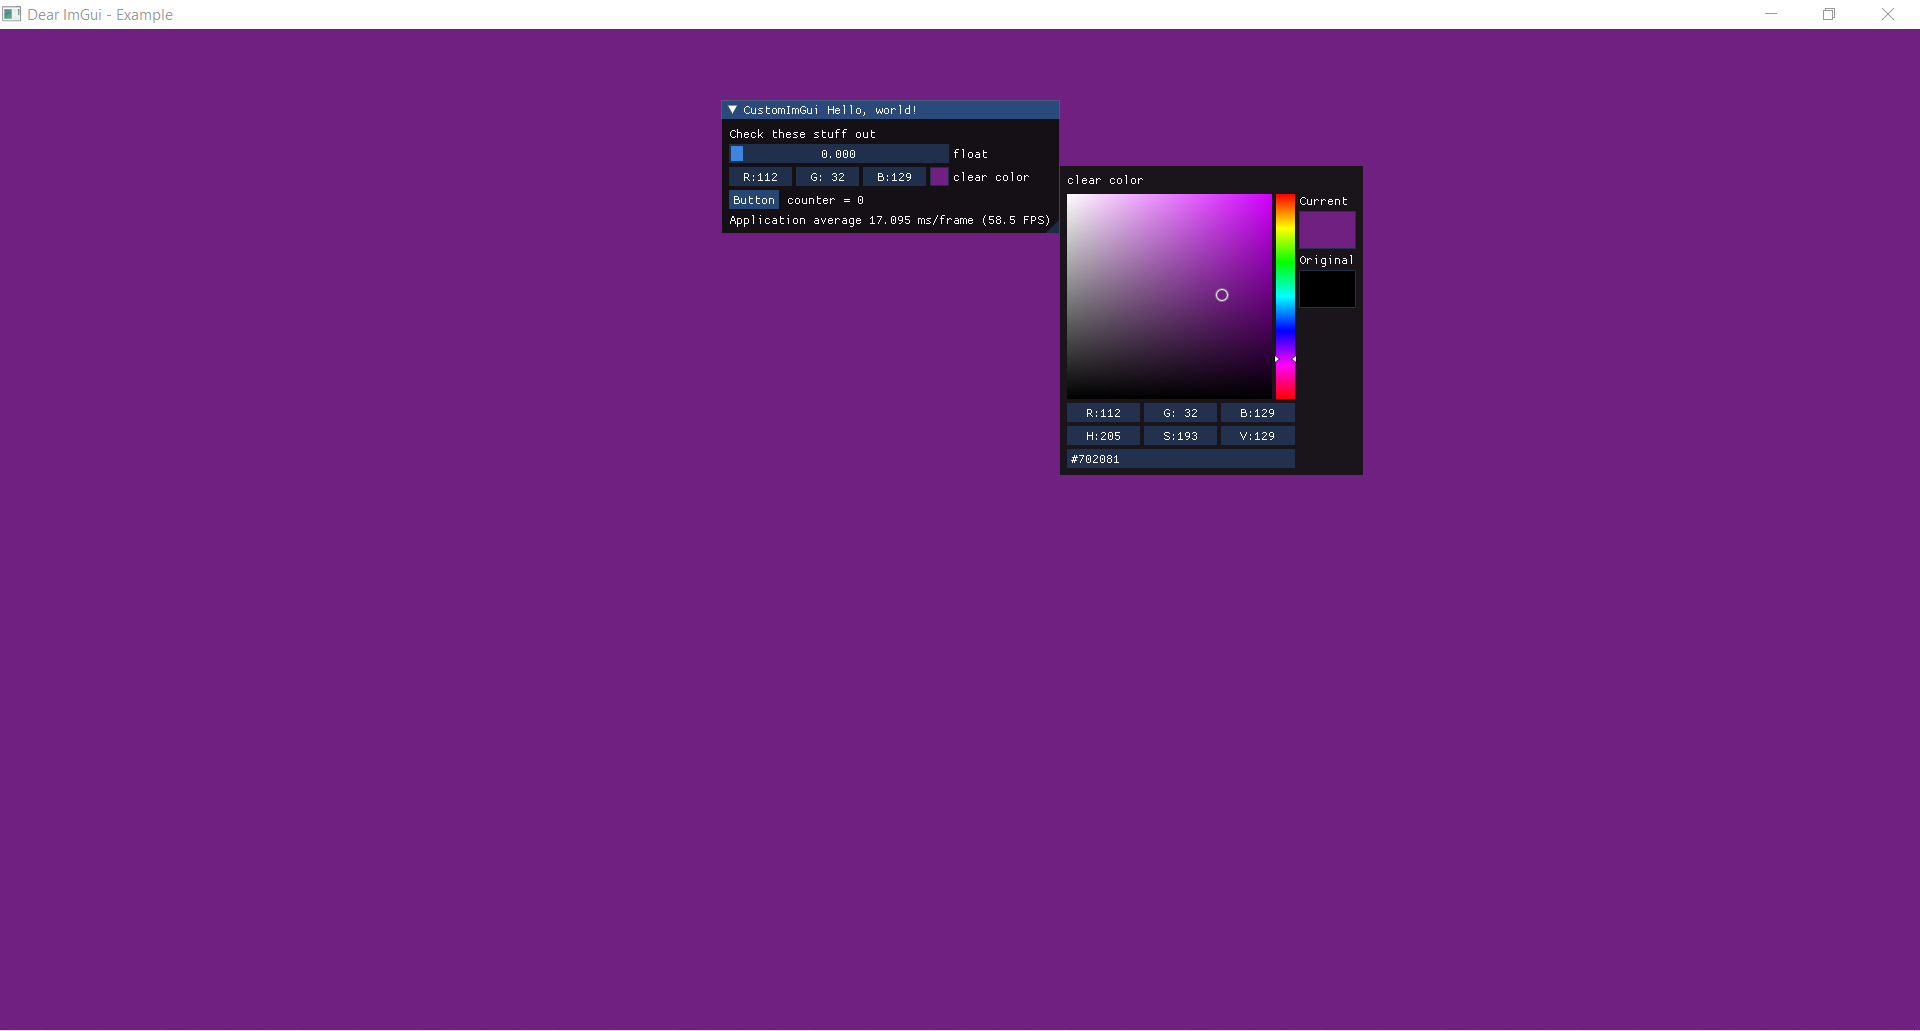 Dear ImGui - Example
CustomImGui Hello, world!
Check these stuff out
0.000 float
R:112 G: 32 B:129 clear color
Button counter = 0
Application average 17.095 ms/frame (58.5 FPS)
clear color
Current
Original
R:112 G: 32 B:129
H:205 S:193 V:129
#702081